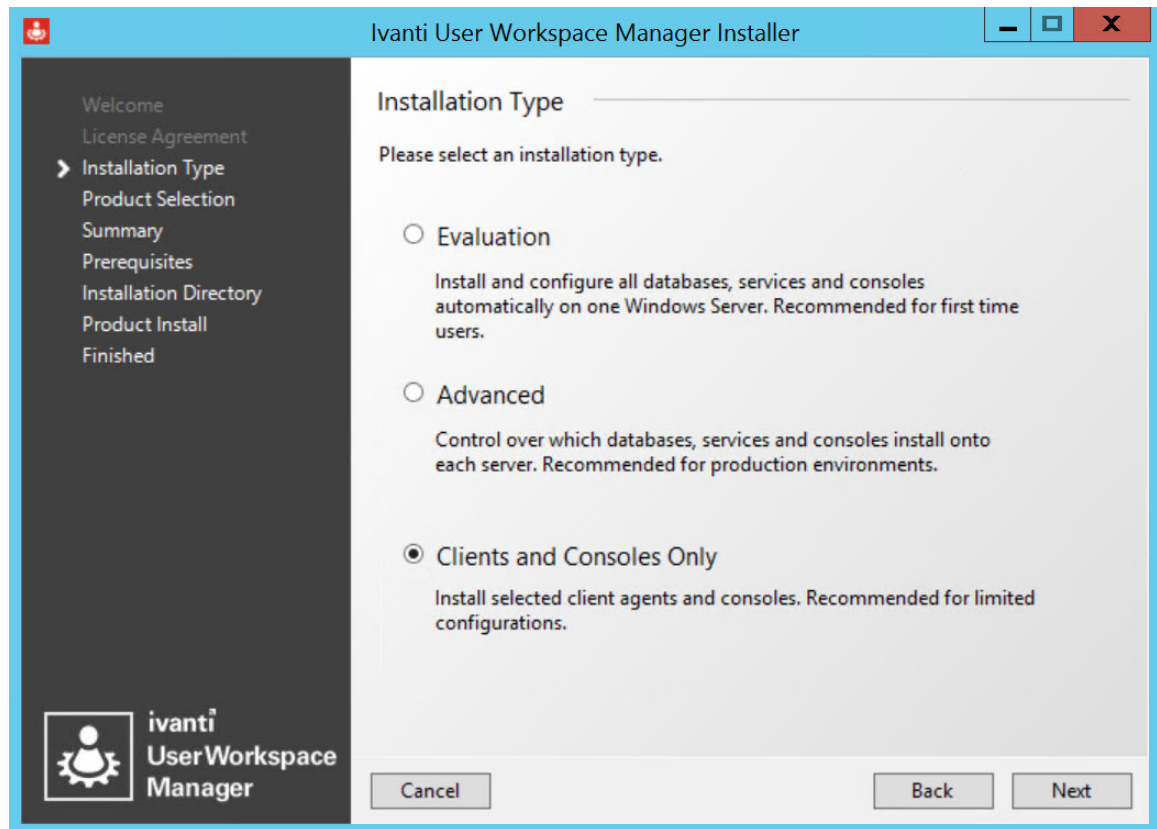 Ivanti User Workspace Manager Installer
Welcome
License Agreement
Installation Type
Product Selection
Summary
Prerequisites
Installation Directory
Product Install
Finished
ivanti
User Workspace
Manager
Installation Type
Please select an installation type.
Evaluation
Install and configure all databases, services and consoles
automatically on one Windows Server. Recommended for first time
users.
Advanced
Control over which databases, services and consoles install onto
each server. Recommended for production environments.
Clients and Consoles Only
Install selected client agents and consoles. Recommended for limited
configurations.
Cancel
Back
Next